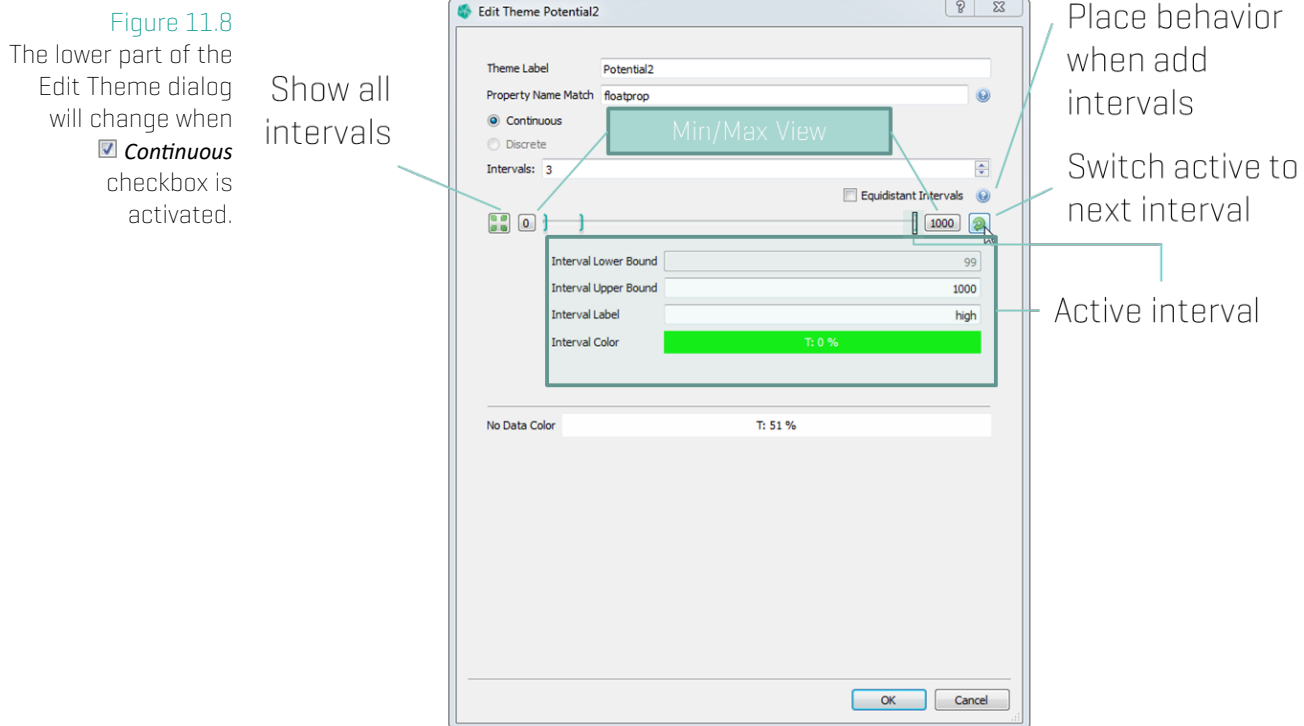 Figure 11.8
The lower part of the
Edit Theme dialog
will change when
Continuous
checkbox is
activated.
Show all
intervals
Edit Theme Potential2
Theme Label Potential2
Property Name Match floatprop
Continuous
Discrete
Min/Max View
Intervals: 3
Equidistant Intervals
0
1000
Interval Lower Bound 99
Interval Upper Bound 1000
Interval Label high
Interval Color T: 0 %
No Data Color T: 51 %
OK Cancel
Place behavior
when add
intervals
Switch active to
next interval
Active interval